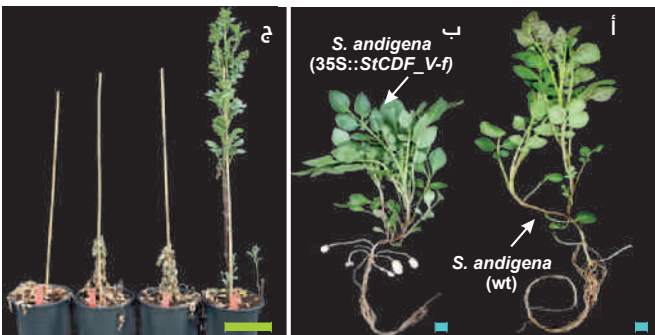 أ
S. andigena
(wt)
ب
S. andigena
(35S::StCDF_V-f)
ج